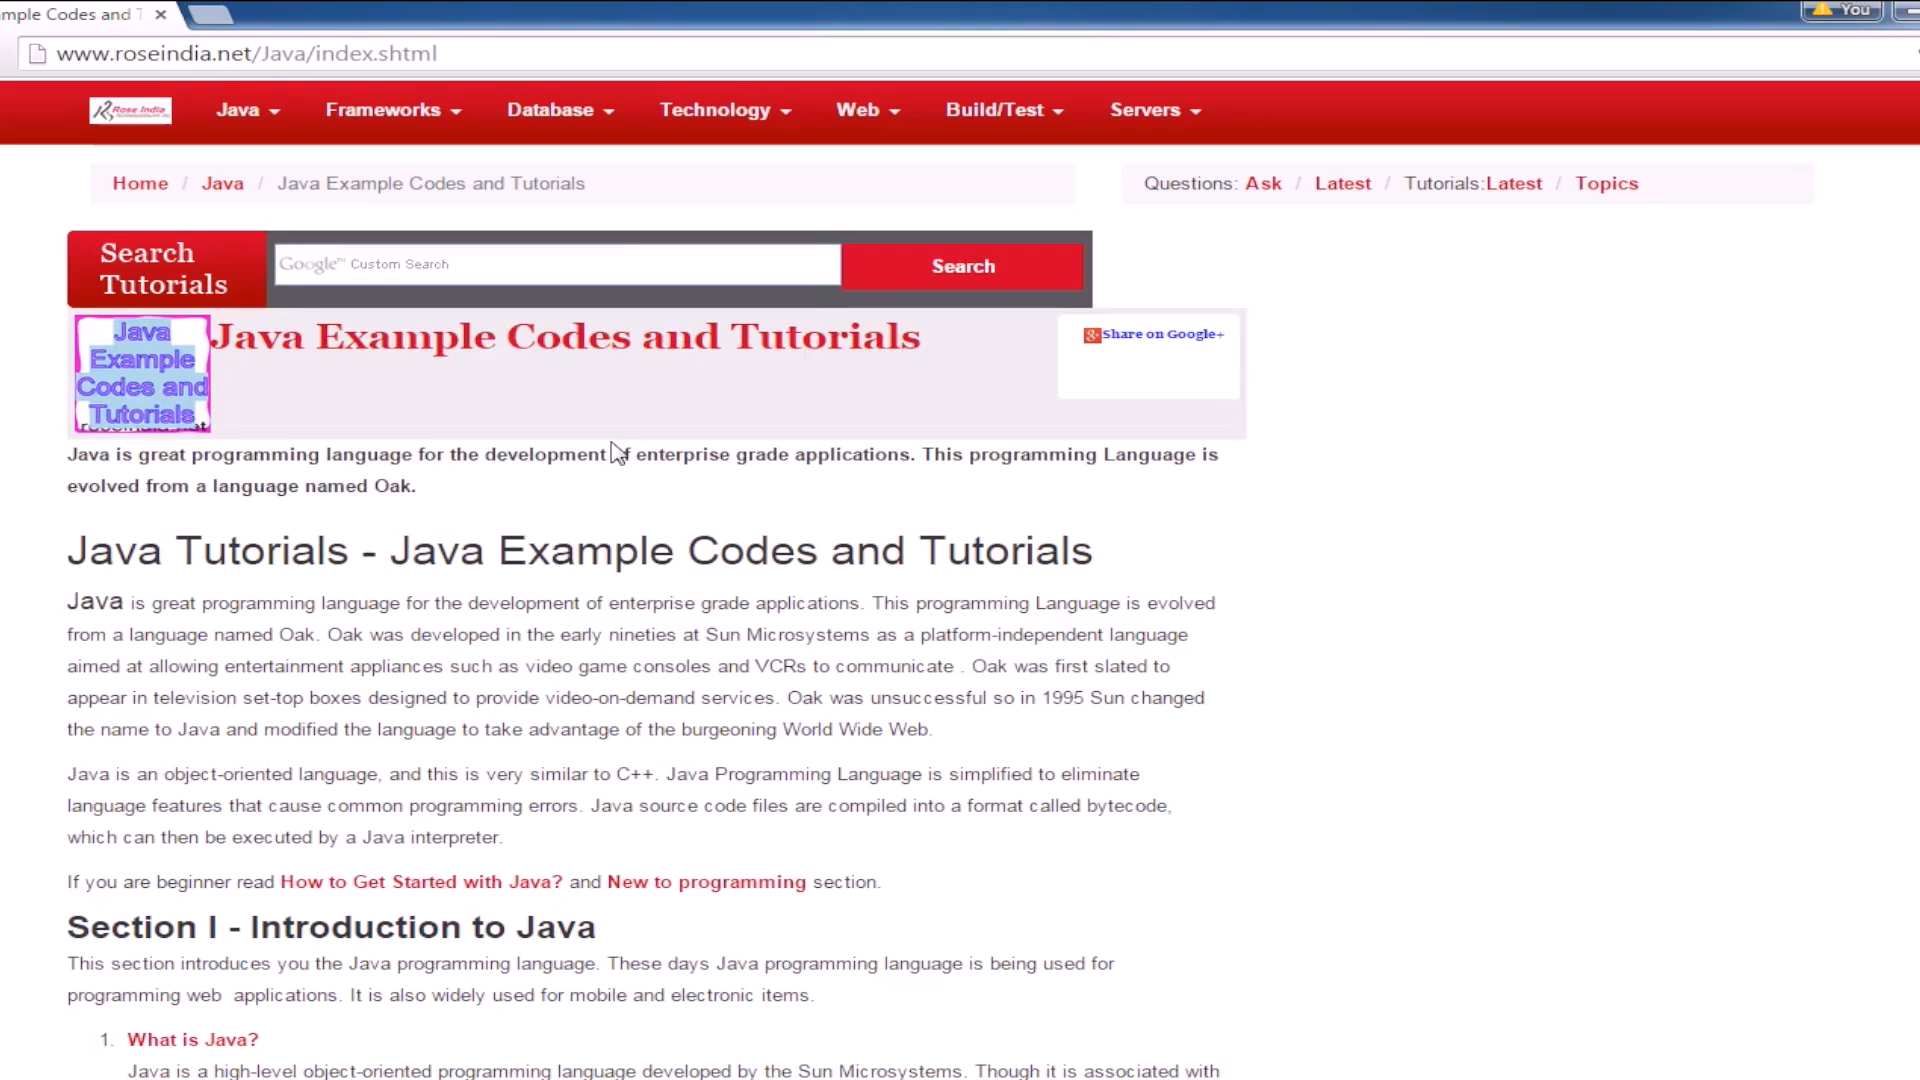 mple Codes and T
You
www.roseindia.net/Java/index.shtml
Rose India
Java Frameworks Database Technology Web Build/Test Servers
Home / Java / Java Example Codes and Tutorials
Questions: Ask / Latest / Tutorials:Latest / Topics
Search
Tutorials
Google™ Custom Search
Search
Java
Example
Codes and
Tutorials
Java Example Codes and Tutorials
Share on Google+
Java is great programming language for the development of enterprise grade applications. This programming Language is
evolved from a language named Oak.
Java Tutorials - Java Example Codes and Tutorials
Java is great programming language for the development of enterprise grade applications. This programming Language is evolved
from a language named Oak. Oak was developed in the early nineties at Sun Microsystems as a platform-independent language
aimed at allowing entertainment appliances such as video game consoles and VCRs to communicate . Oak was first slated to
appear in television set-top boxes designed to provide video-on-demand services. Oak was unsuccessful so in 1995 Sun changed
the name to Java and modified the language to take advantage of the burgeoning World Wide Web.
Java is an object-oriented language, and this is very similar to C++. Java Programming Language is simplified to eliminate
language features that cause common programming errors. Java source code files are compiled into a format called bytecode,
which can then be executed by a Java interpreter.
If you are beginner read How to Get Started with Java? and New to programming section.
Section I - Introduction to Java
This section introduces you the Java programming language. These days Java programming language is being used for
programming web applications. It is also widely used for mobile and electronic items.
1. What is Java?
Java is a high-level object-oriented programming language developed by the Sun Microsystems. Though it is associated with